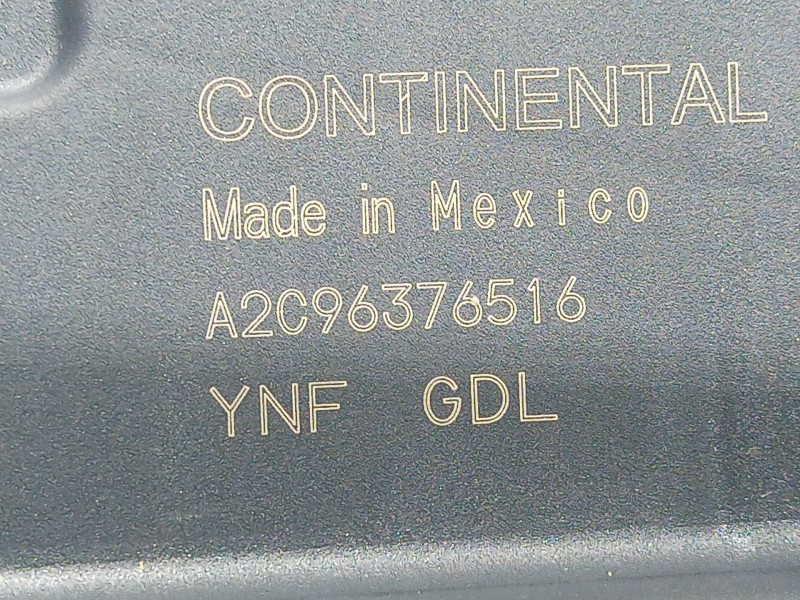 CONTINENTAL
Made in Mexico
A2C96376516
YNF GDL